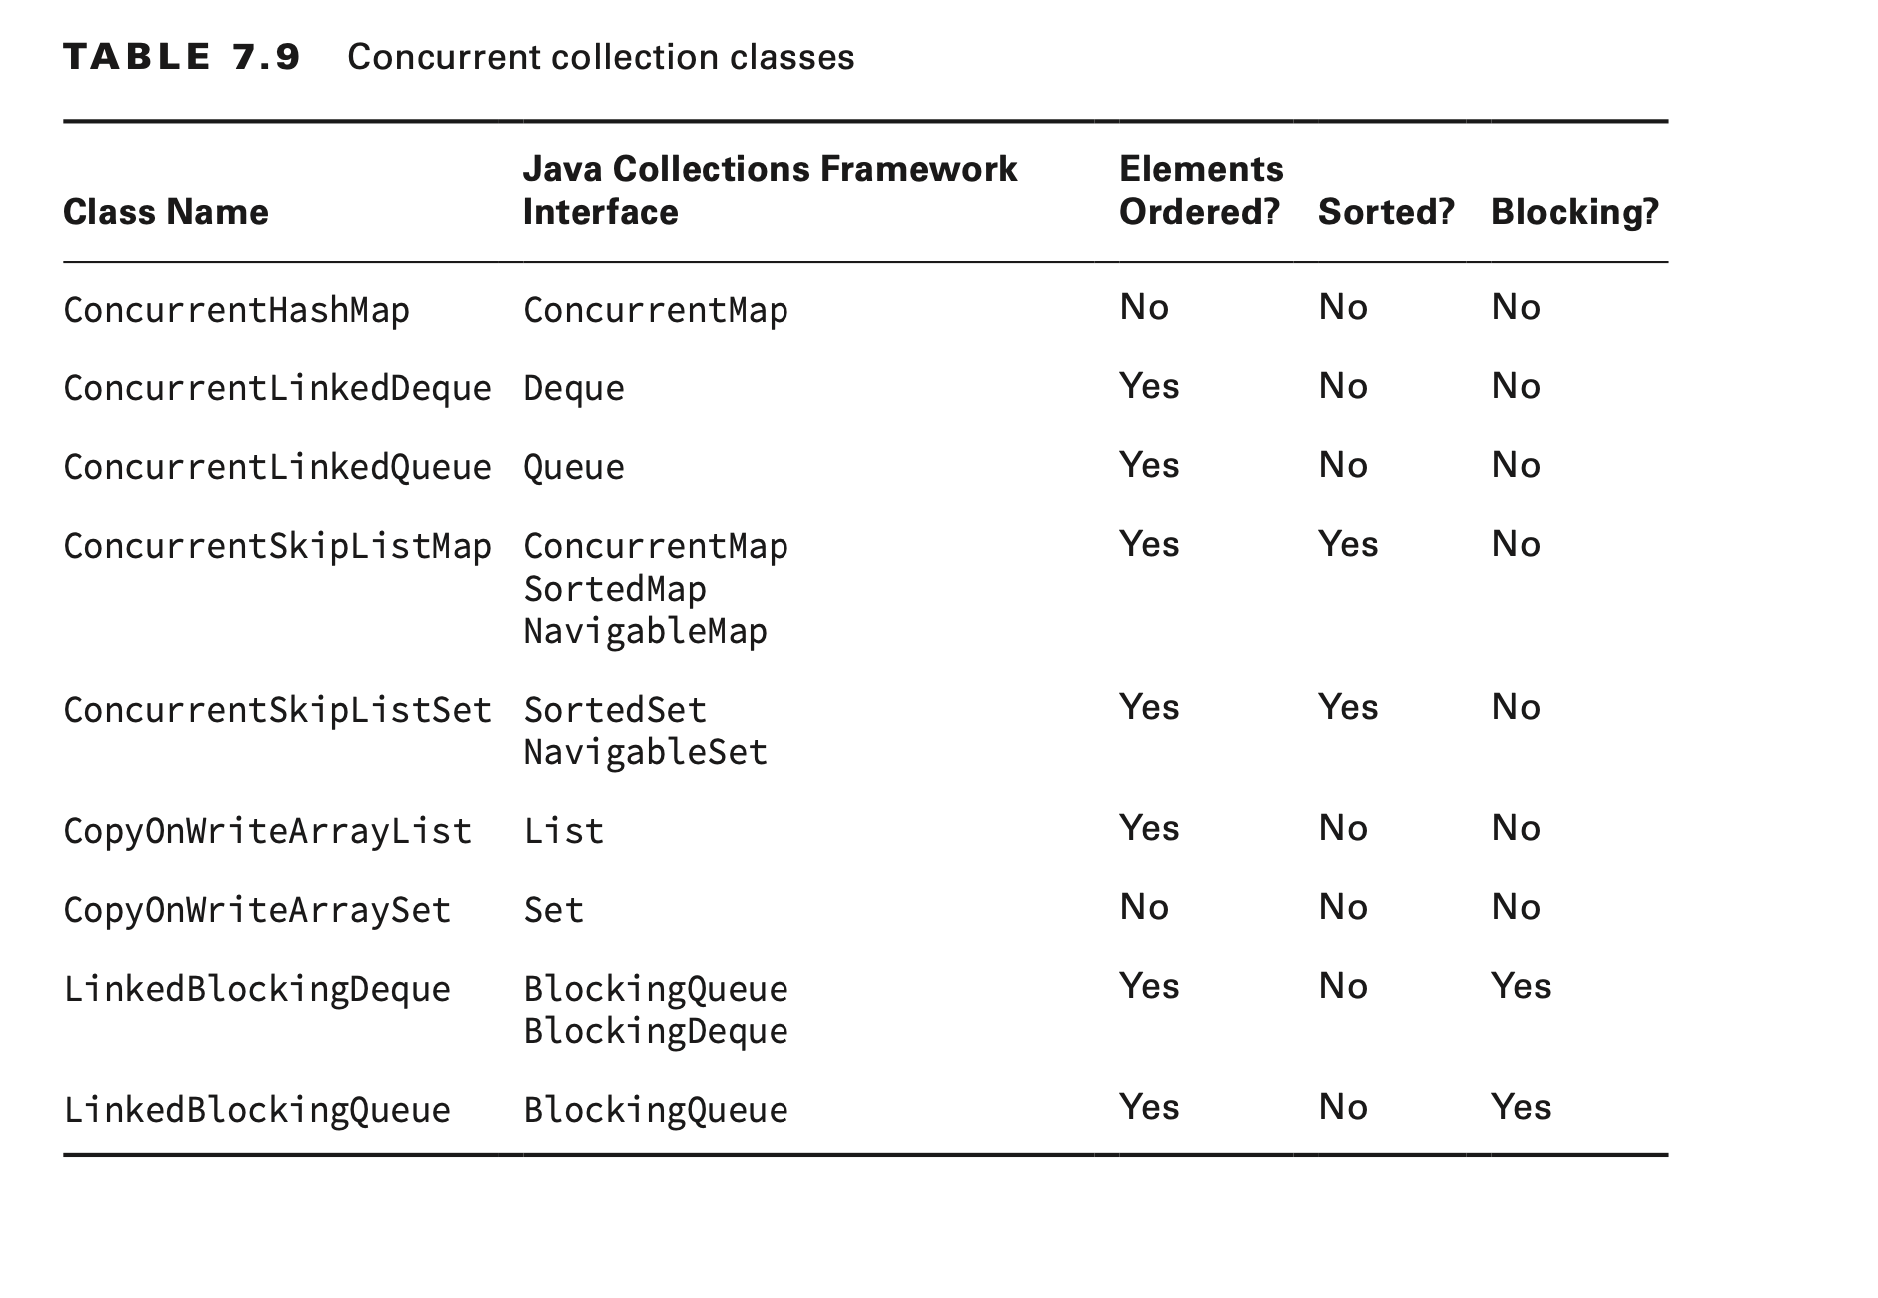 TABLE 7.9 Concurrent collection classes
Class Name Java Collections Framework Interface Elements Ordered? Sorted? Blocking?
ConcurrentHashMap ConcurrentMap No No No
ConcurrentLinkedDeque Deque Yes No No
ConcurrentLinkedQueue Queue Yes No No
ConcurrentSkipListMap ConcurrentMap Yes Yes No
SortedMap
NavigableMap
ConcurrentSkipListSet SortedSet Yes Yes No
NavigableSet
CopyOnWriteArrayList List Yes No No
CopyOnWriteArraySet Set No No No
LinkedBlockingDeque BlockingQueue Yes No Yes
BlockingDeque
LinkedBlockingQueue BlockingQueue Yes No Yes